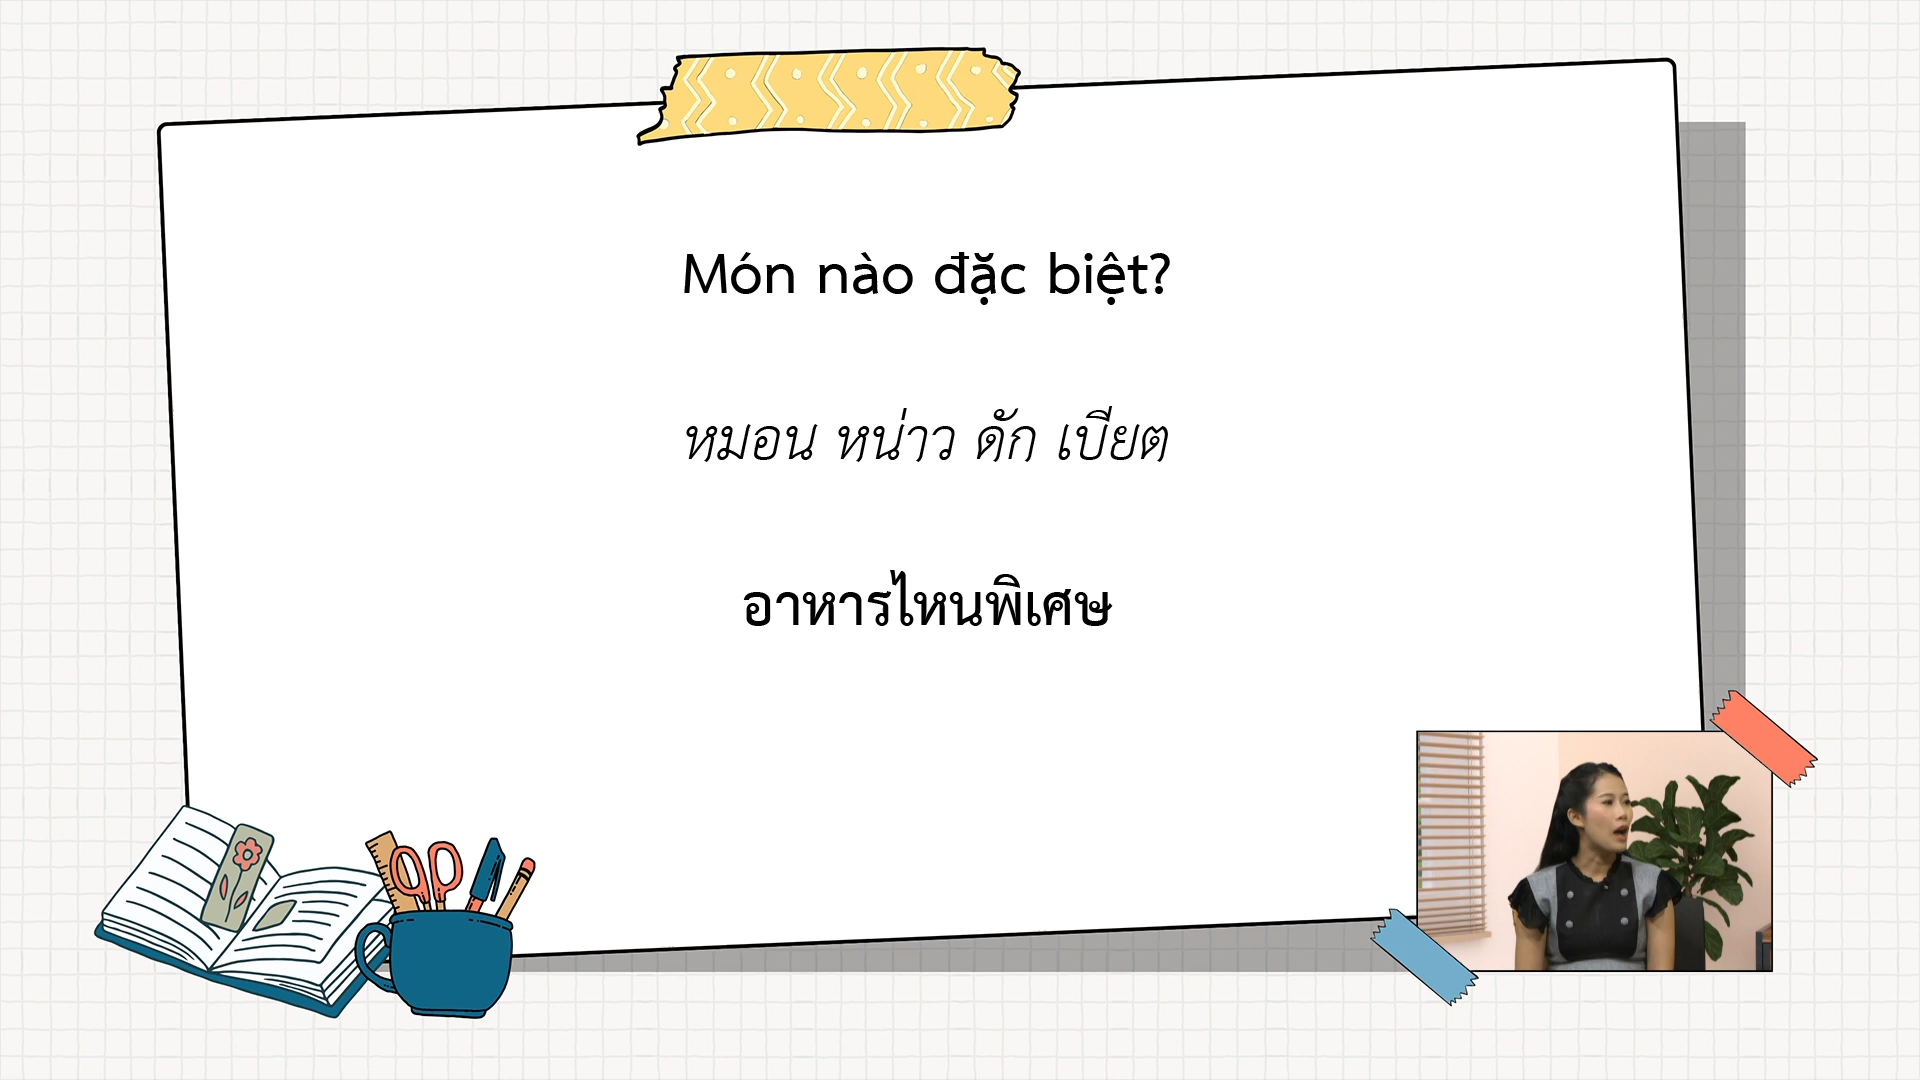 Món nào đặc biệt?
หมอน หน่าว ดัก เบียต
อาหารไหนพิเศษ